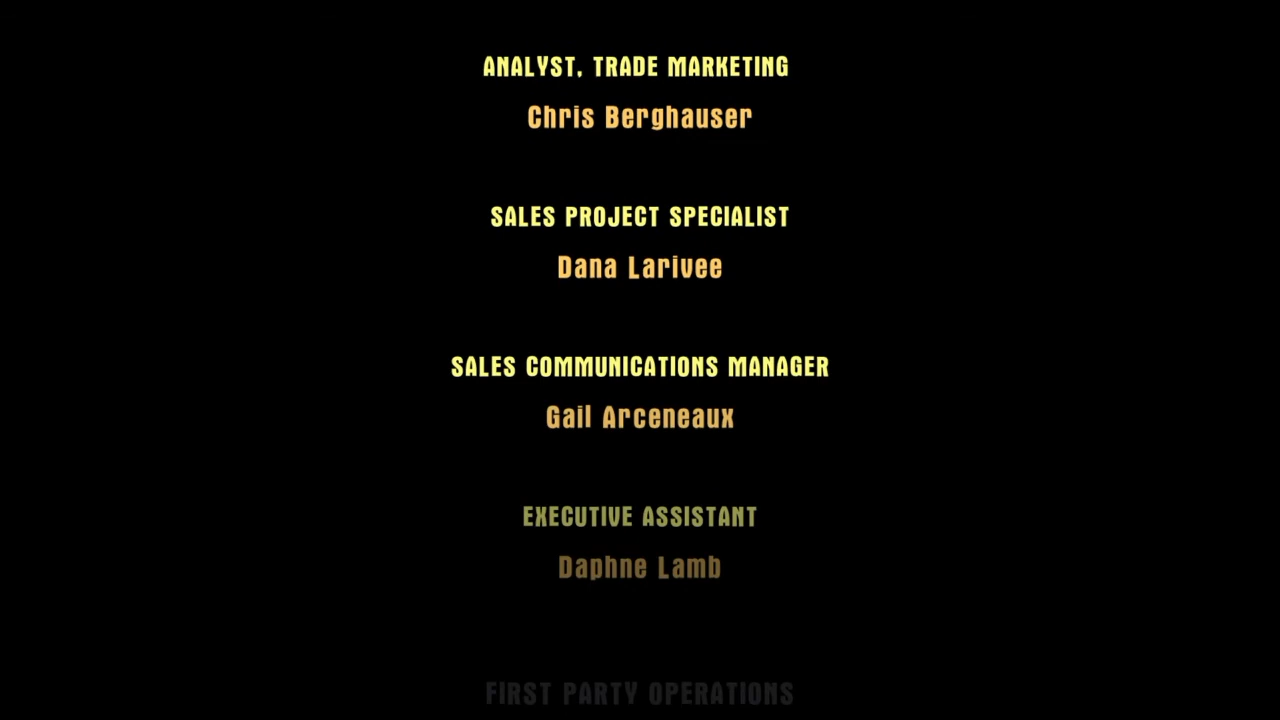 ANALYST, TRADE MARKETING
Chris Berghauser
SALES PROJECT SPECIALIST
Dana Larivee
SALES COMMUNICATIONS MANAGER
Gail Arceneaux
EXECUTIVE ASSISTANT
Daphne Lamb
FIRST PARTY OPERATIONS